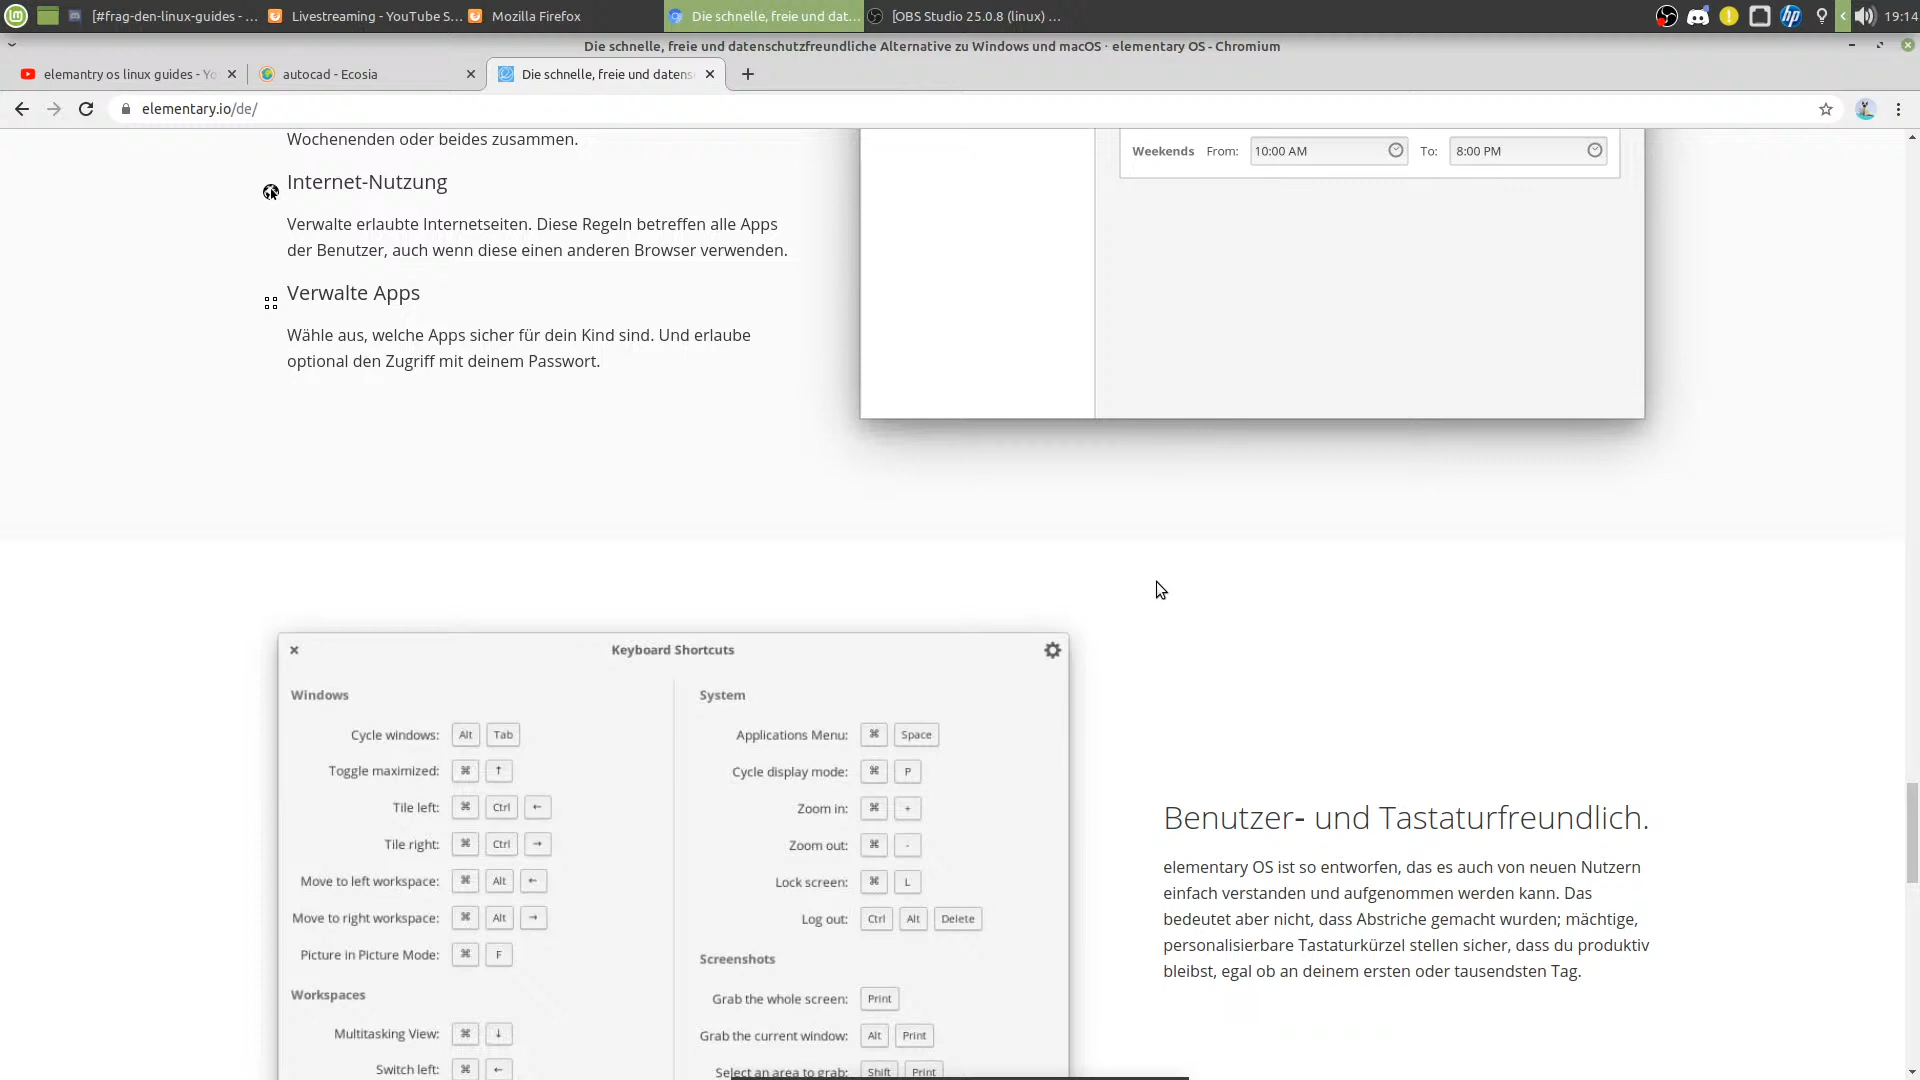 [#frag-den-linux-guides - ...
Livestreaming - YouTube S...
Mozilla Firefox
Die schnelle, freie und dat...
[OBS Studio 25.0.8 (linux) ...
19:14
Die schnelle, freie und datenschutzfreundliche Alternative zu Windows und macOS · elementary OS - Chromium
elemantry os linux guides - Yo
autocad - Ecosia
Die schnelle, freie und datens
elementary.io/de/
Wochenenden oder beides zusammen.
Internet-Nutzung
Verwalte erlaubte Internetseiten. Diese Regeln betreffen alle Apps
der Benutzer, auch wenn diese einen anderen Browser verwenden.
Verwalte Apps
Wähle aus, welche Apps sicher für dein Kind sind. Und erlaube
optional den Zugriff mit deinem Passwort.
Weekends From: 10:00 AM To: 8:00 PM
Keyboard Shortcuts
Windows
Cycle windows: Alt Tab
Toggle maximized: ⌘ ↑
Tile left: ⌘ Ctrl ←
Tile right: ⌘ Ctrl →
Move to left workspace: ⌘ Alt ←
Move to right workspace: ⌘ Alt →
Picture in Picture Mode: ⌘ F
Workspaces
Multitasking View: ⌘ ↓
Switch left: ⌘ ←
System
Applications Menu: ⌘ Space
Cycle display mode: ⌘ P
Zoom in: ⌘ +
Zoom out: ⌘ -
Lock screen: ⌘ L
Log out: Ctrl Alt Delete
Screenshots
Grab the whole screen: Print
Grab the current window: Alt Print
Select an area to grab: Shift Print
Benutzer- und Tastaturfreundlich.
elementary OS ist so entworfen, das es auch von neuen Nutzern
einfach verstanden und aufgenommen werden kann. Das
bedeutet aber nicht, dass Abstriche gemacht wurden; mächtige,
personalisierbare Tastaturkürzel stellen sicher, dass du produktiv
bleibst, egal ob an deinem ersten oder tausendsten Tag.